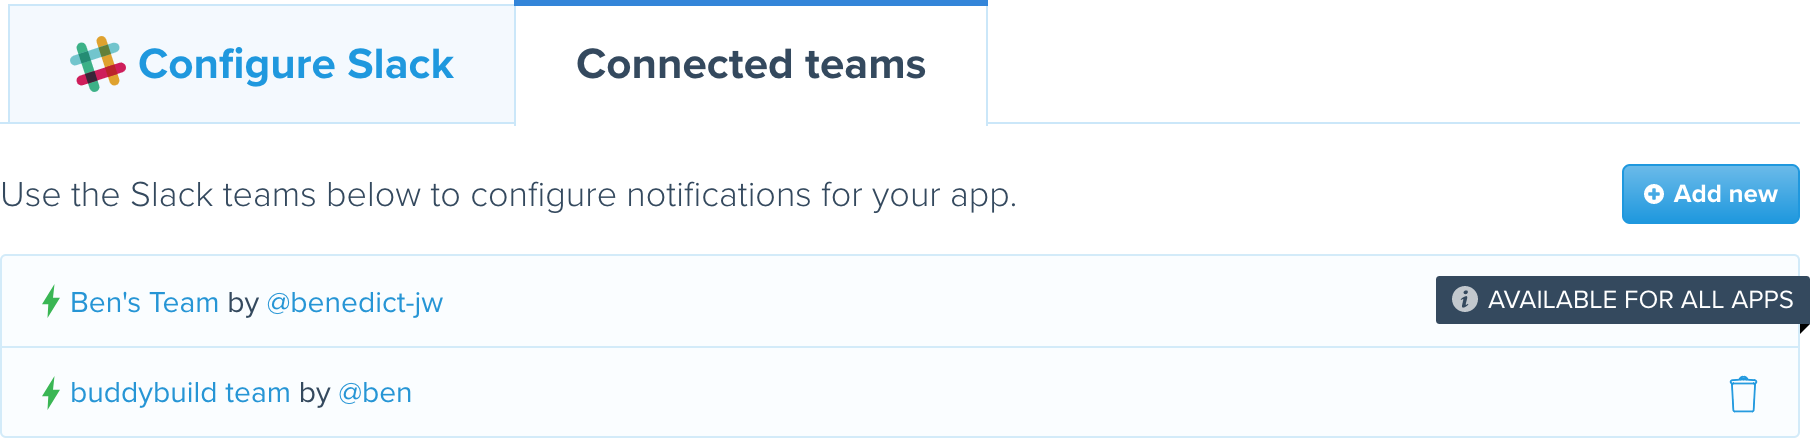 Configure Slack
Connected teams
Use the Slack teams below to configure notifications for your app.
Add new
Ben's Team by @benedict-jw
AVAILABLE FOR ALL APPS
buddybuild team by @ben